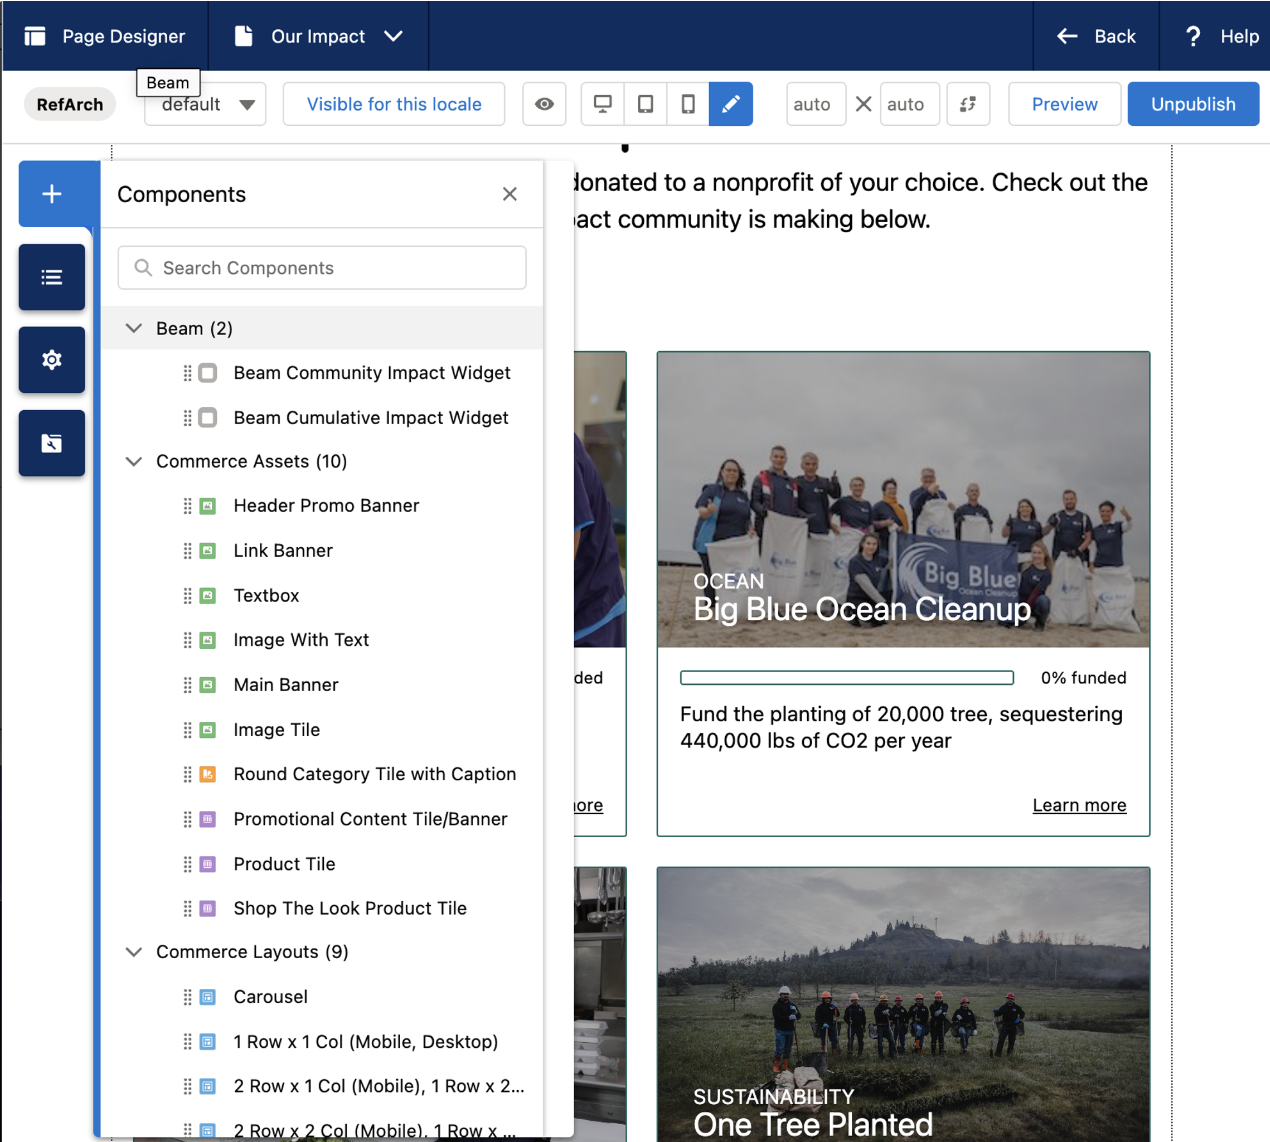 Page Designer
Our Impact
Back
? Help
Beam
RefArch
default
Visible for this locale
auto
auto
Preview
Unpublish
Components
Search Components
Beam (2)
Beam Community Impact Widget
Beam Cumulative Impact Widget
Commerce Assets (10)
Header Promo Banner
Link Banner
Textbox
Image With Text
Main Banner
Image Tile
Round Category Tile with Caption
Promotional Content Tile/Banner
Product Tile
Shop The Look Product Tile
Commerce Layouts (9)
Carousel
1 Row x 1 Col (Mobile, Desktop)
2 Row x 1 Col (Mobile), 1 Row x 2...
2 Row x 2 Col (Mobile), 1 Row x ...
donated to a nonprofit of your choice. Check out the
pact community is making below.
ded
ore
Big Blue
Ocean Cleanup
OCEAN
Big Blue Ocean Cleanup
0% funded
Fund the planting of 20,000 tree, sequestering
440,000 lbs of CO2 per year
Learn more
SUSTAINABILITY
One Tree Planted